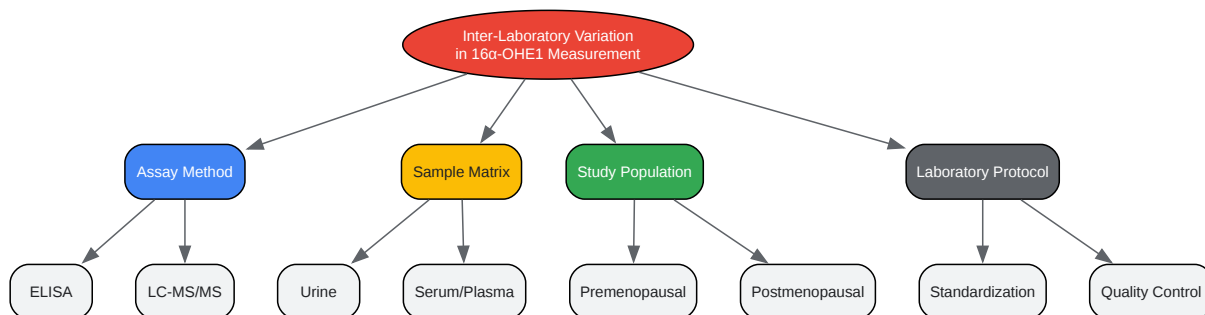 Inter-Laboratory Variation
in 16α-OHE1 Measurement
Assay Method
Sample Matrix
Study Population
Laboratory Protocol
ELISA
LC-MS/MS
Urine
Serum/Plasma
Premenopausal
Postmenopausal
Standardization
Quality Control